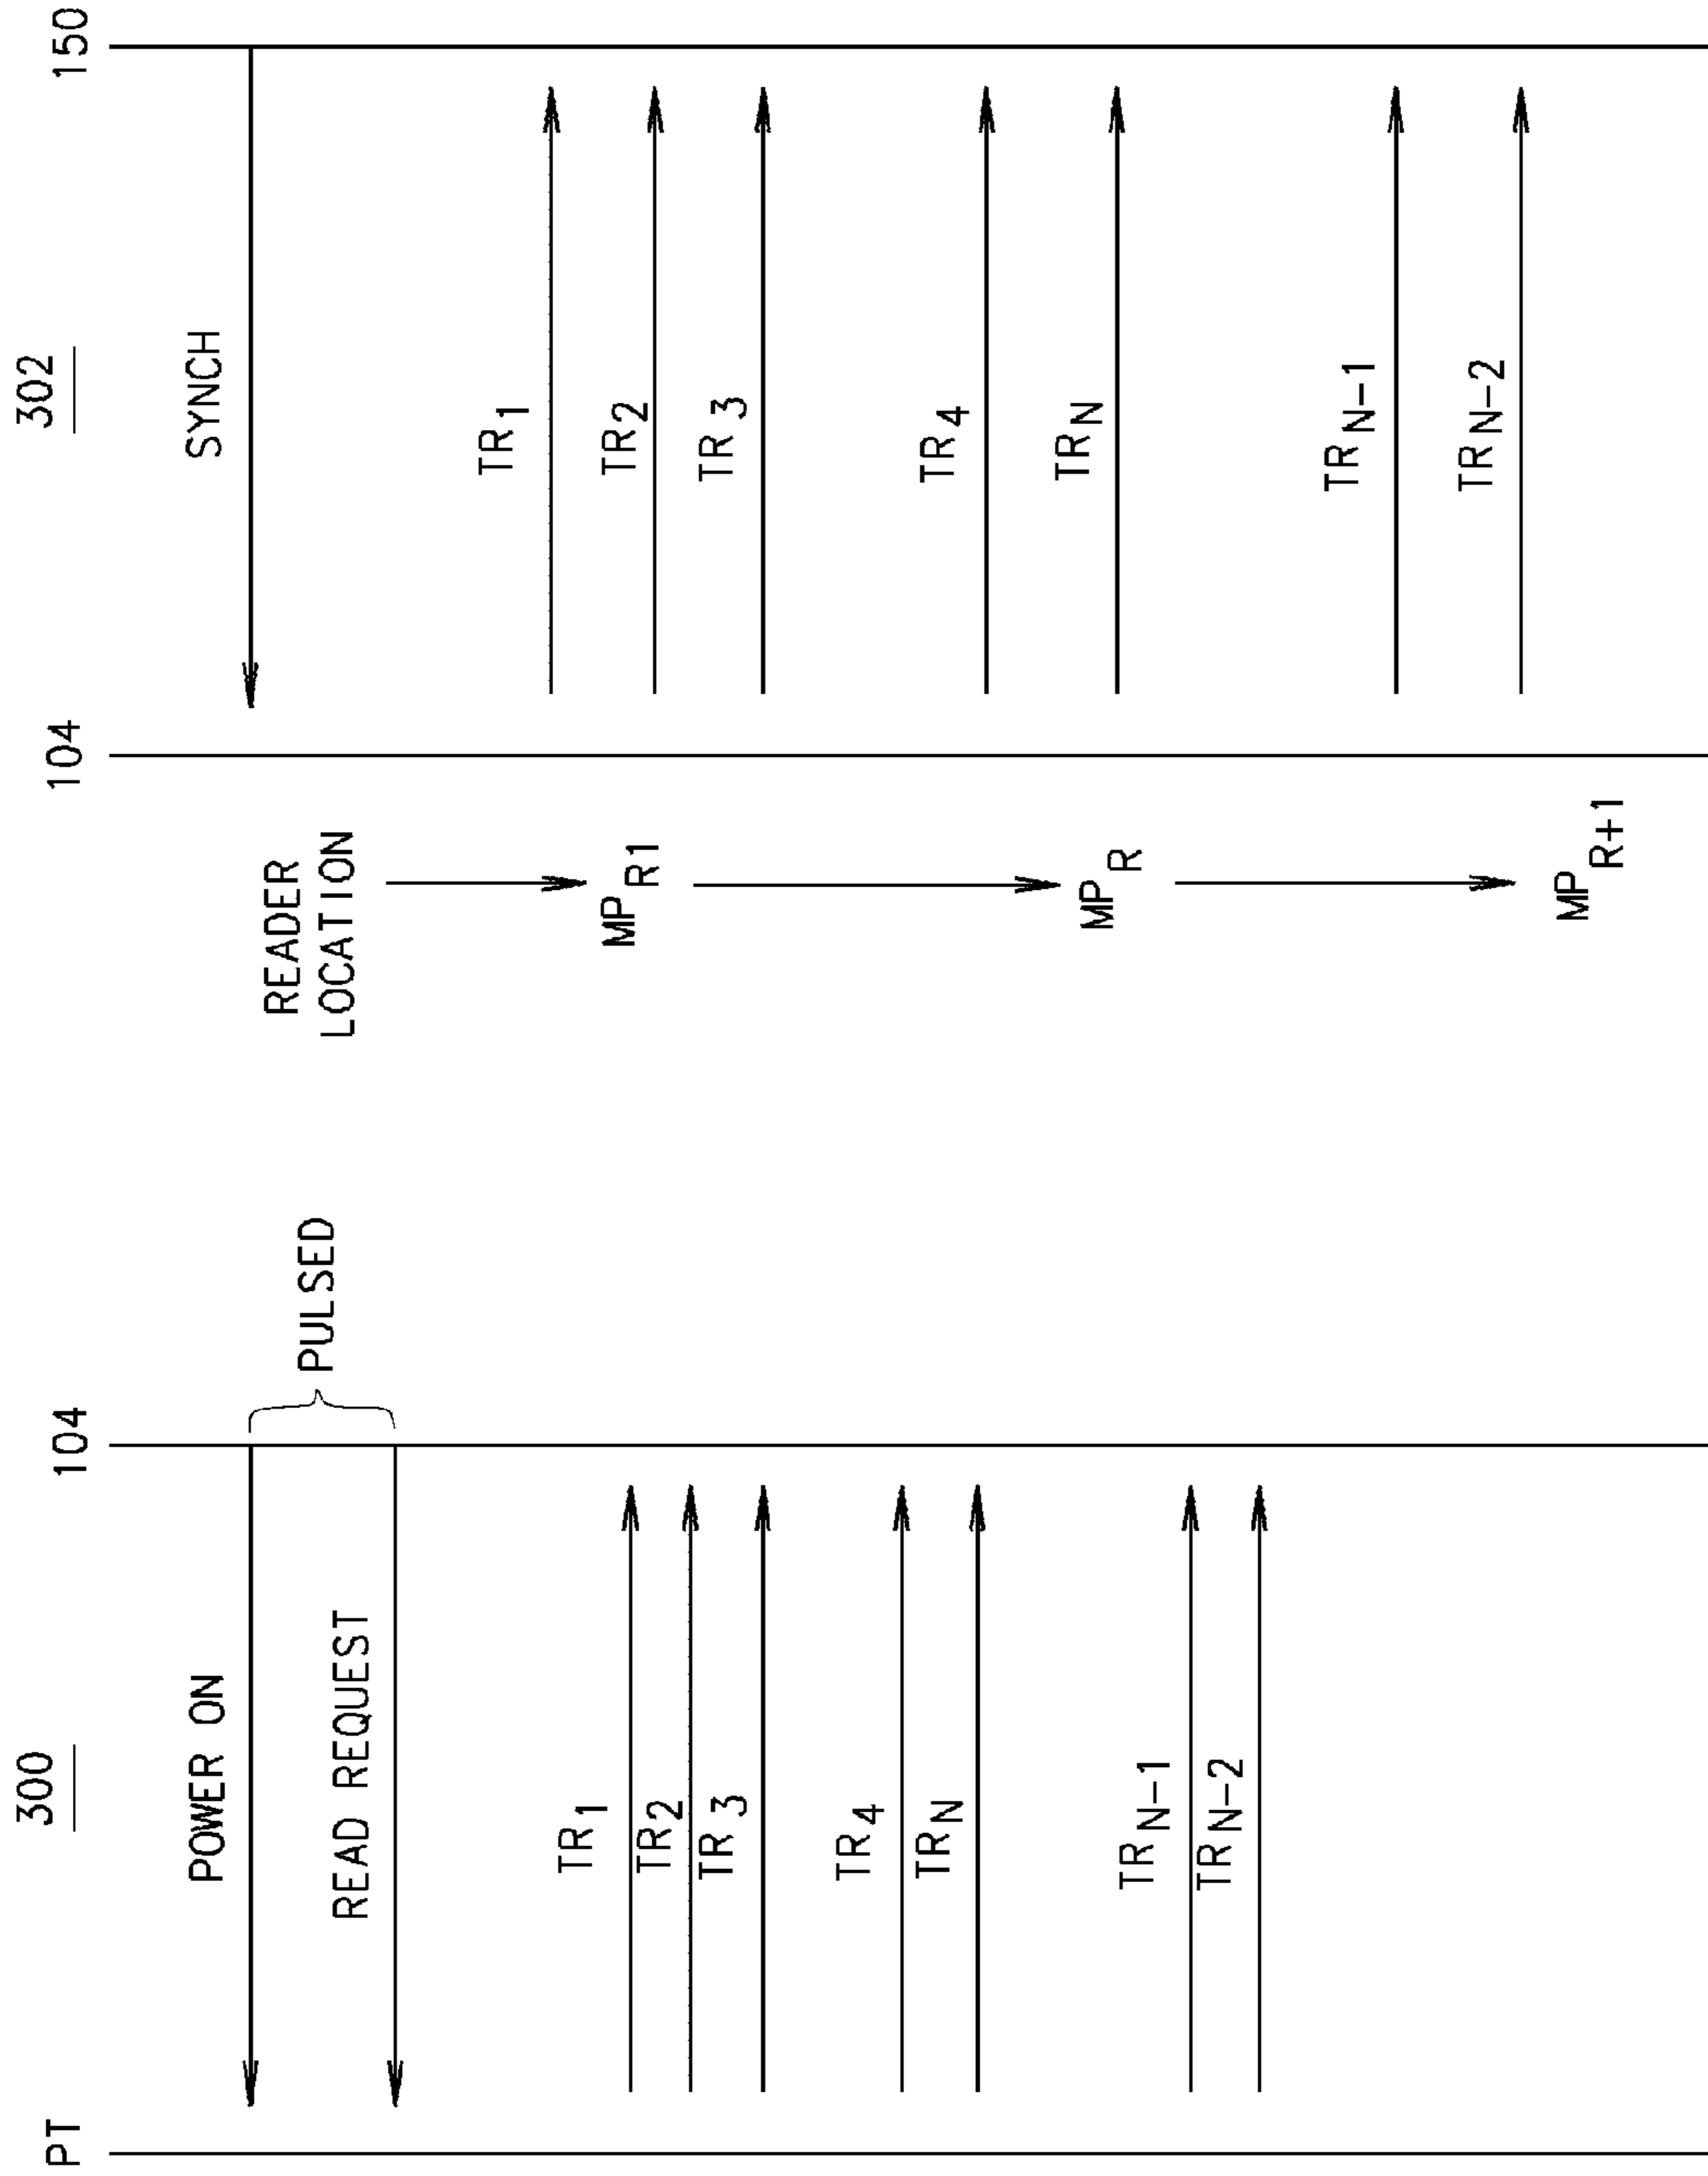 300
PT
104
POWER ON
READ REQUEST
PULSED
TR1
TR2
TR3
TR4
TRN
TRN-1
TRN-2
302
104
150
SYNCH
READER
LOCATION
MPR1
MPR
MPR+1
TR1
TR2
TR3
TR4
TRN
TRN-1
TRN-2